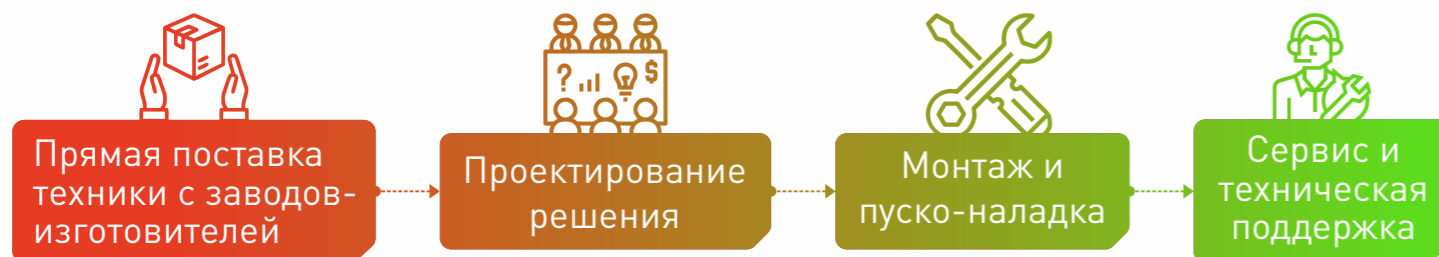 ? $
Прямая поставка
техники с заводов-
изготовителей
Проектирование
решения
Монтаж и
пуско-наладка
Сервис и
техническая
поддержка